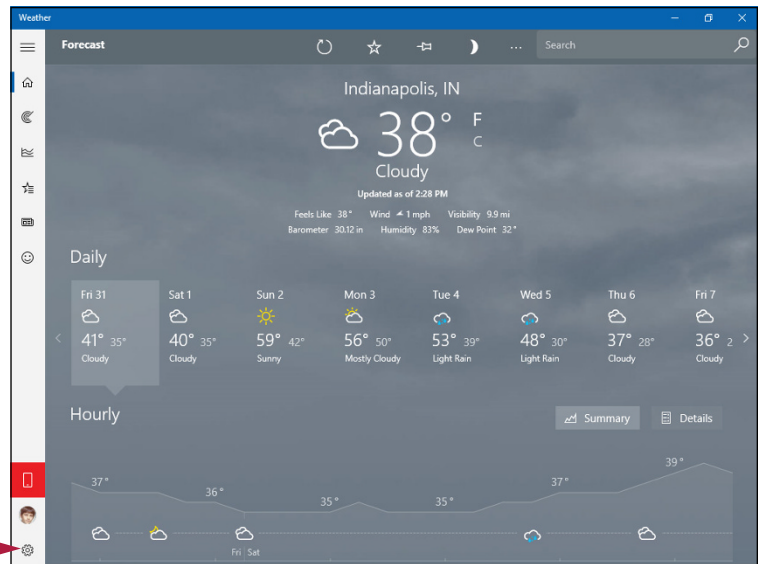 Weather
Forecast
... Search
Indianapolis, IN
38° F
C
Cloudy
Updated as of 2:28 PM
Feels Like 38° Wind 1 mph Visibility 9.9 mi
Barometer 30.12 in Humidity 83% Dew Point 32°
Daily
Fri 31 Sat 1 Sun 2 Mon 3 Tue 4 Wed 5 Thu 6 Fri 7
41° 35° 40° 35° 59° 42° 56° 50° 53° 39° 48° 30° 37° 28° 36° 2
Cloudy Cloudy Sunny Mostly Cloudy Light Rain Light Rain Cloudy Cloudy
Hourly Summary Details
37° 36° 35° 35° 37° 39°
Fri Sat